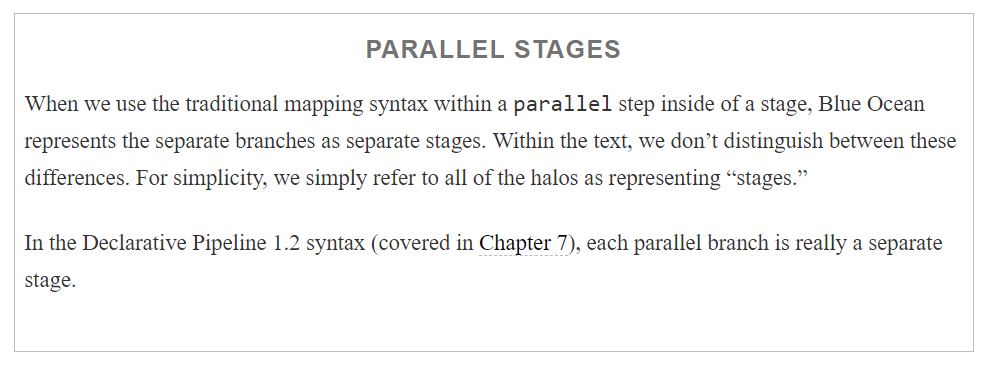 PARALLEL STAGES
When we use the traditional mapping syntax within a parallel step inside of a stage, Blue Ocean
represents the separate branches as separate stages. Within the text, we don’t distinguish between these
differences. For simplicity, we simply refer to all of the halos as representing “stages.”
In the Declarative Pipeline 1.2 syntax (covered in Chapter 7), each parallel branch is really a separate
stage.